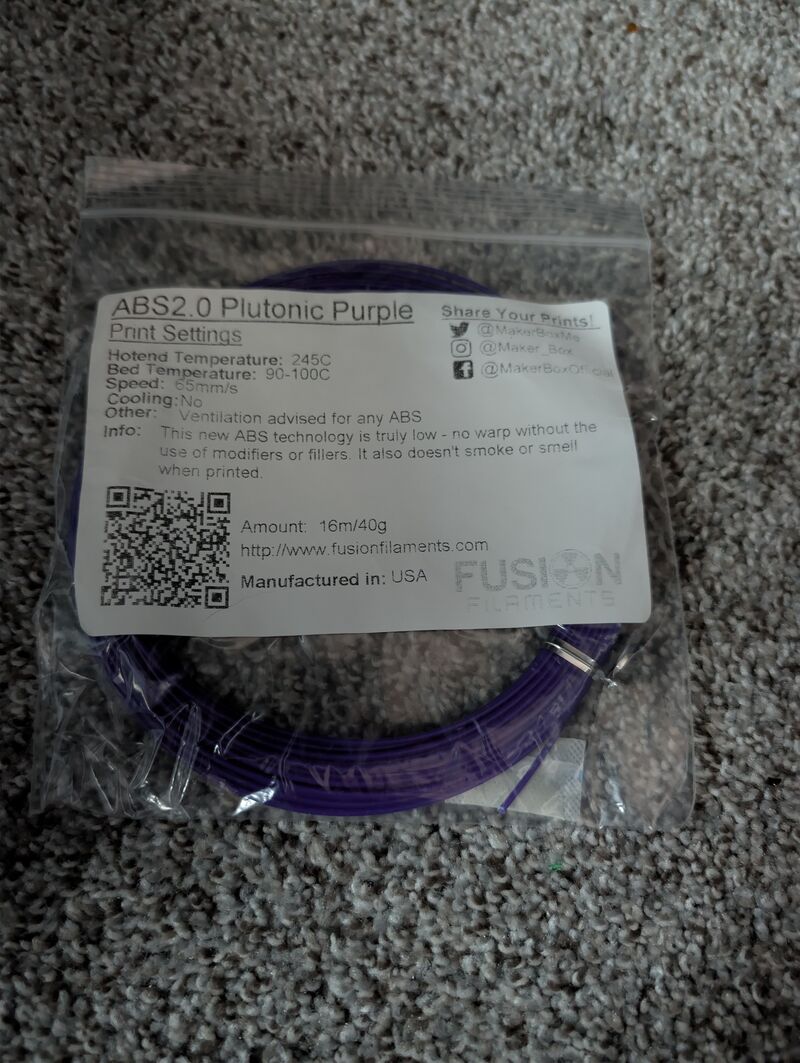 ABS2.0 Plutonic Purple
Print Settings
Hotend Temperature: 245C
Bed Temperature: 90-100C
Speed: 65mm/s
Cooling:No
Other: Ventilation advised for any ABS
Info: This new ABS technology is truly low - no warp without the
use of modifiers or fillers. It also doesn't smoke or smell
when printed.
Share Your Prints!
@MakerBoxMe
@Maker_Box
@MakerBoxOfficial
Amount: 16m/40g
http://www.fusionfilaments.com
Manufactured in: USA
FUSION
FILAMENTS